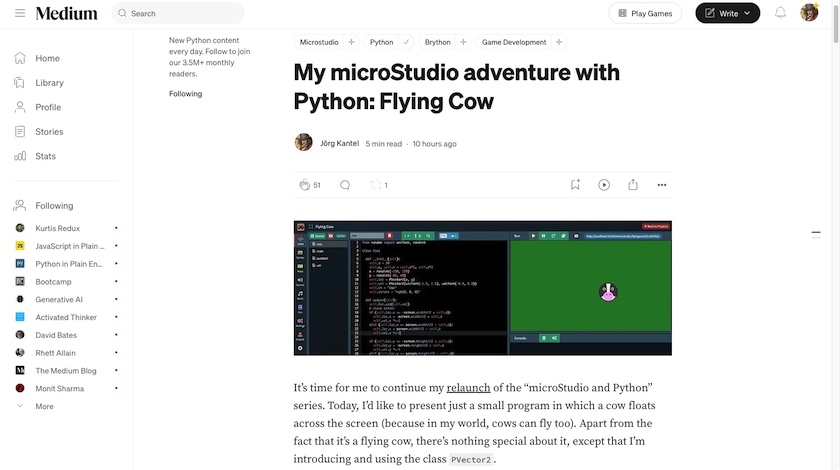 Medium
Search
Play Games
Write
Home
Library
Profile
Stories
Stats
Following
Kurtis Redux
JavaScript in Plain ...
Python in Plain En...
Bootcamp
Generative AI
Activated Thinker
David Bates
Rhett Allain
The Medium Blog
Monit Sharma
More
New Python content
every day. Follow to join
our 3.5M+ monthly
readers.
Following
Microstudio
Python
Brython
Game Development
My microStudio adventure with
Python: Flying Cow
Jörg Kantel 5 min read · 10 hours ago
51
1
Flying Cow
It’s time for me to continue my relaunch of the “microStudio and Python”
series. Today, I’d like to present just a small program in which a cow floats
across the screen (because in my world, cows can fly too). Apart from the
fact that it’s a flying cow, there’s nothing special about it, except that I’m
introducing and using the class PVector2.